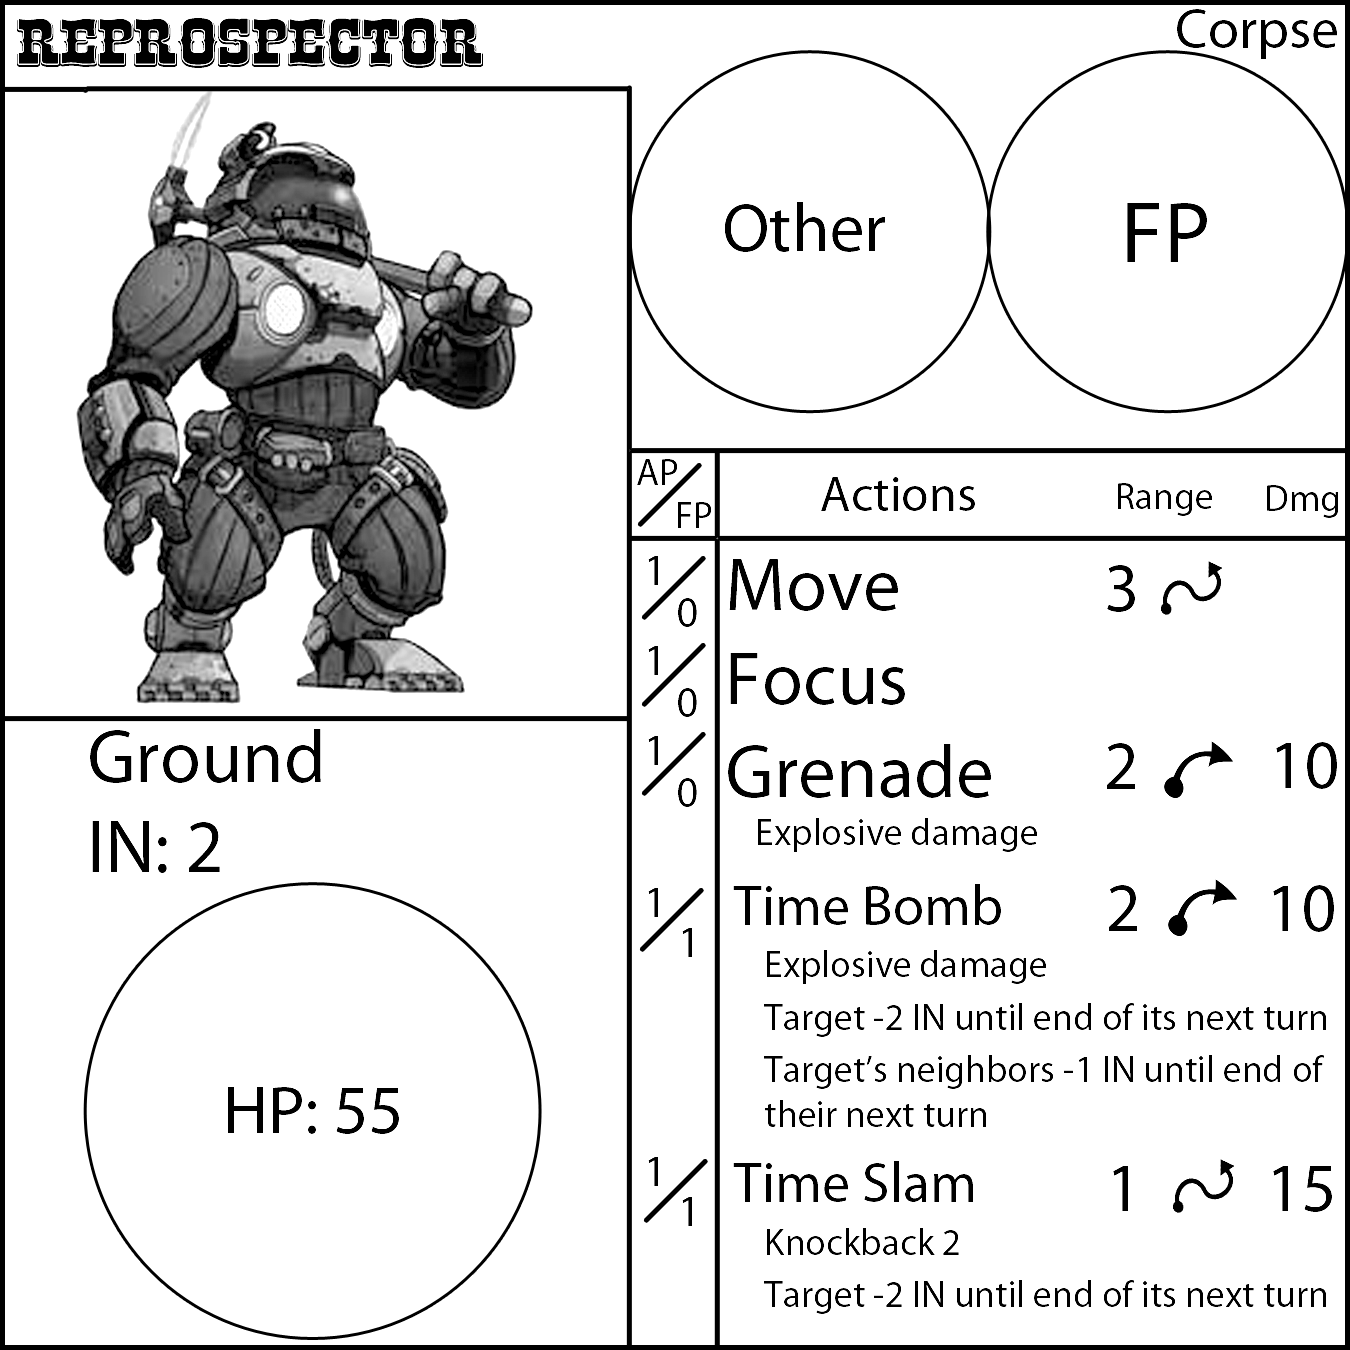 REPROSPECTOR
Corpse
Other
FP
Ground
IN: 2
HP: 55
AP/FP Actions Range Dmg
1/0 Move 3
1/0 Focus
1/0 Grenade 2 10
Explosive damage
1/1 Time Bomb 2 10
Explosive damage
Target -2 IN until end of its next turn
Target's neighbors -1 IN until end of
their next turn
1/1 Time Slam 1 15
Knockback 2
Target -2 IN until end of its next turn